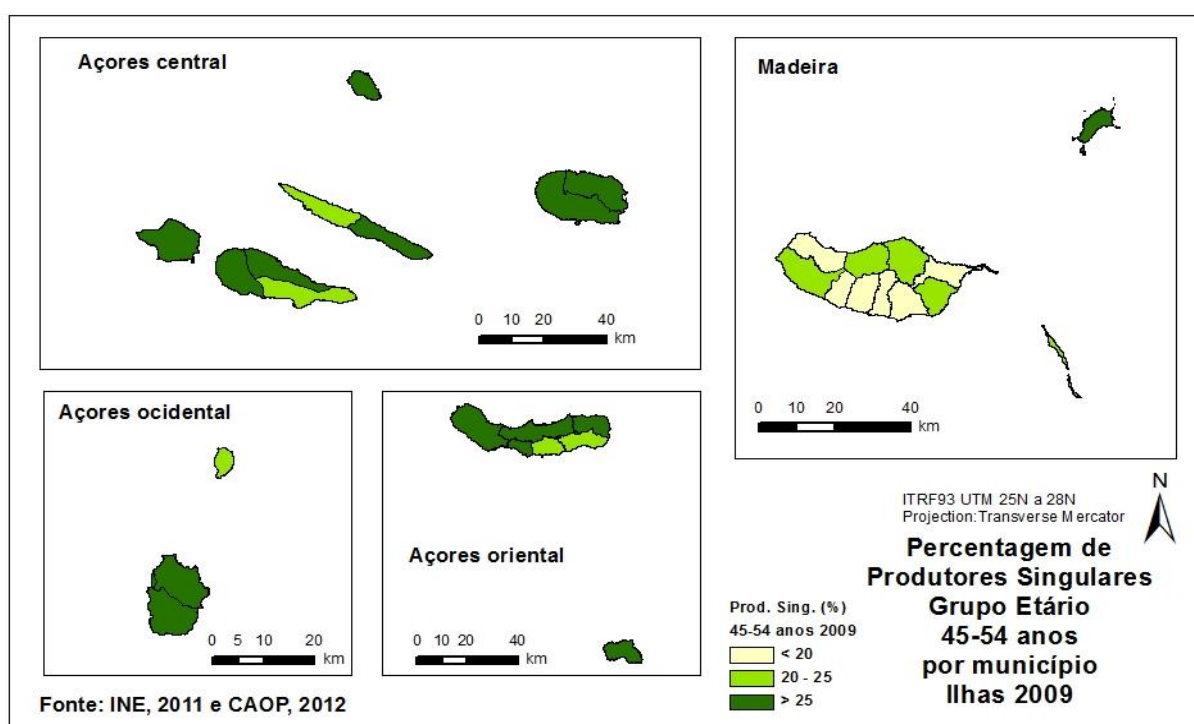 Açores central
0 10 20 40
km
Madeira
0 10 20 40
km
Açores ocidental
0 5 10 20
km
Açores oriental
0 10 20 40
km
N
ITRF93 UTM 25N a 28N
Projection:Transverse Mercator
Percentagem de
Produtores Singulares
Grupo Etário
45-54 anos
por município
Ilhas 2009
Prod. Sing. (%)
45-54 anos 2009
< 20
20 - 25
> 25
Fonte: INE, 2011 e CAOP, 2012